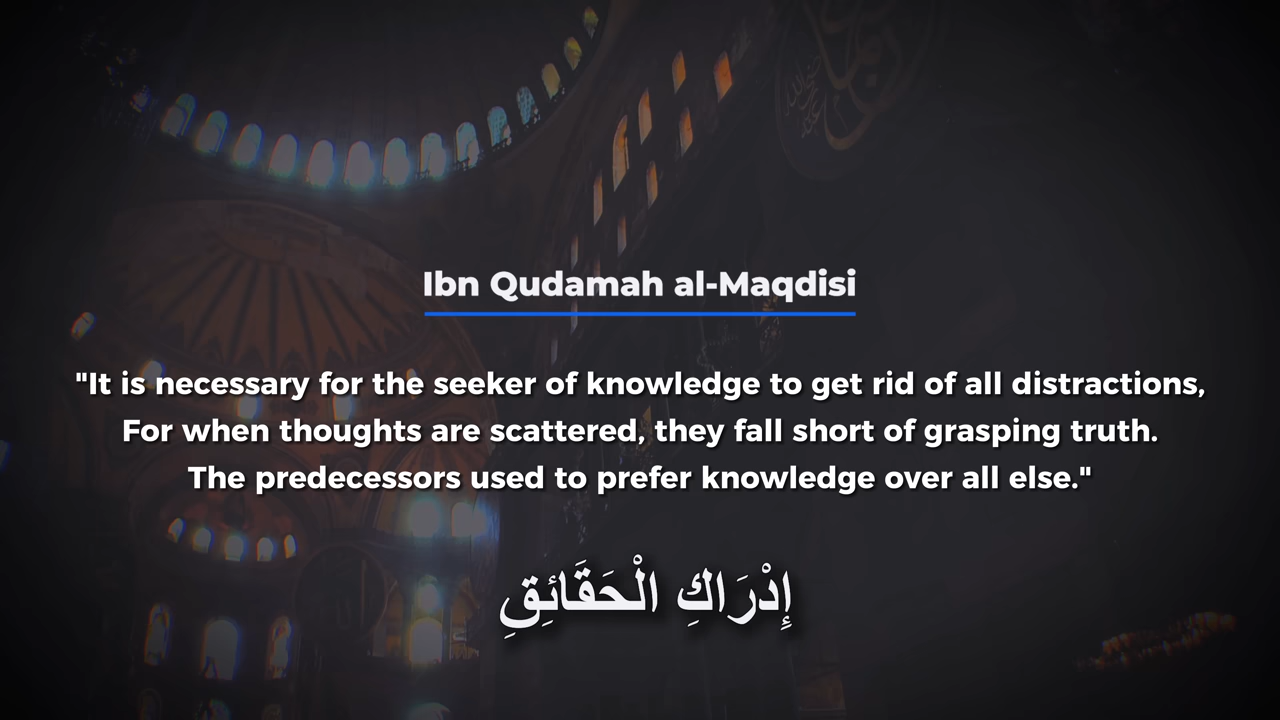 Ibn Qudamah al-Maqdisi
"It is necessary for the seeker of knowledge to get rid of all distractions,
For when thoughts are scattered, they fall short of grasping truth.
The predecessors used to prefer knowledge over all else."
إِدْرَاكِ الْحَقَائِقِ